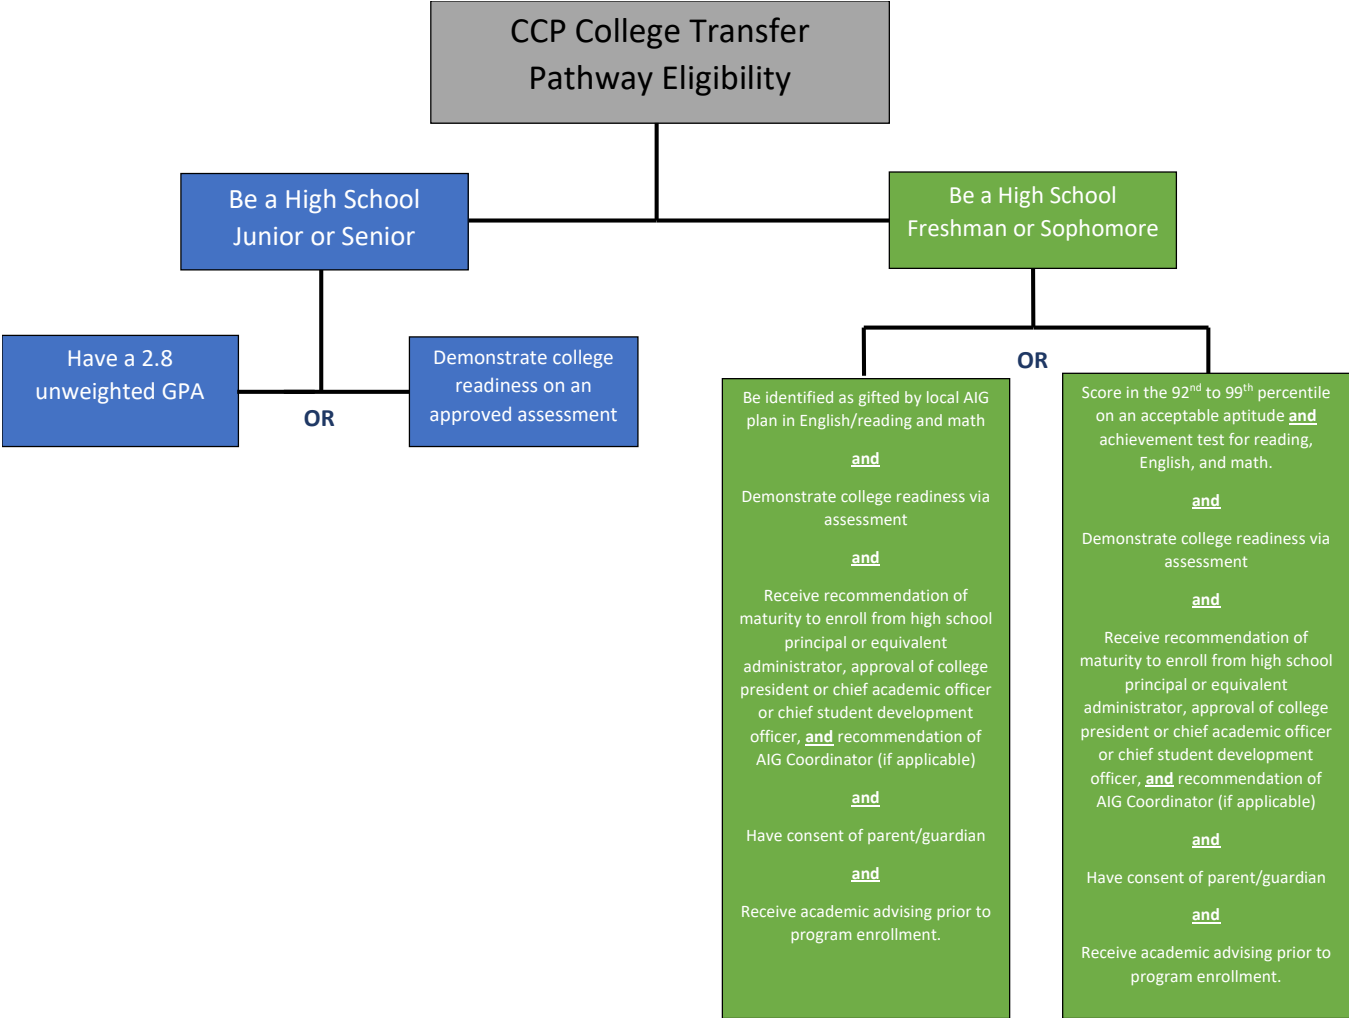 CCP College Transfer
Pathway Eligibility
Be a High School
Junior or Senior
Be a High School
Freshman or Sophomore
Have a 2.8
unweighted GPA
OR
Demonstrate college
readiness on an
approved assessment
OR
Be identified as gifted by local AIG
plan in English/reading and math
and
Demonstrate college readiness via
assessment
and
Receive recommendation of
maturity to enroll from high school
principal or equivalent
administrator, approval of college
president or chief academic officer
or chief student development
officer, and recommendation of
AIG Coordinator (if applicable)
and
Have consent of parent/guardian
and
Receive academic advising prior to
program enrollment.
Score in the 92nd to 99th percentile
on an acceptable aptitude and
achievement test for reading,
English, and math.
and
Demonstrate college readiness via
assessment
and
Receive recommendation of
maturity to enroll from high school
principal or equivalent
administrator, approval of college
president or chief academic officer
or chief student development
officer, and recommendation of
AIG Coordinator (if applicable)
and
Have consent of parent/guardian
and
Receive academic advising prior to
program enrollment.